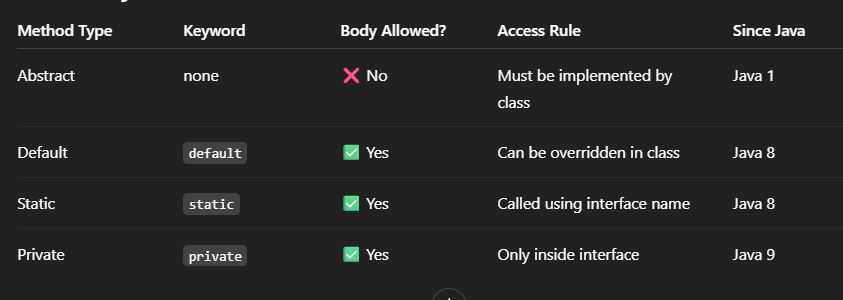 Method Type Keyword Body Allowed? Access Rule Since Java
Abstract none ❌ No Must be implemented by class Java 1
Default default ✅ Yes Can be overridden in class Java 8
Static static ✅ Yes Called using interface name Java 8
Private private ✅ Yes Only inside interface Java 9